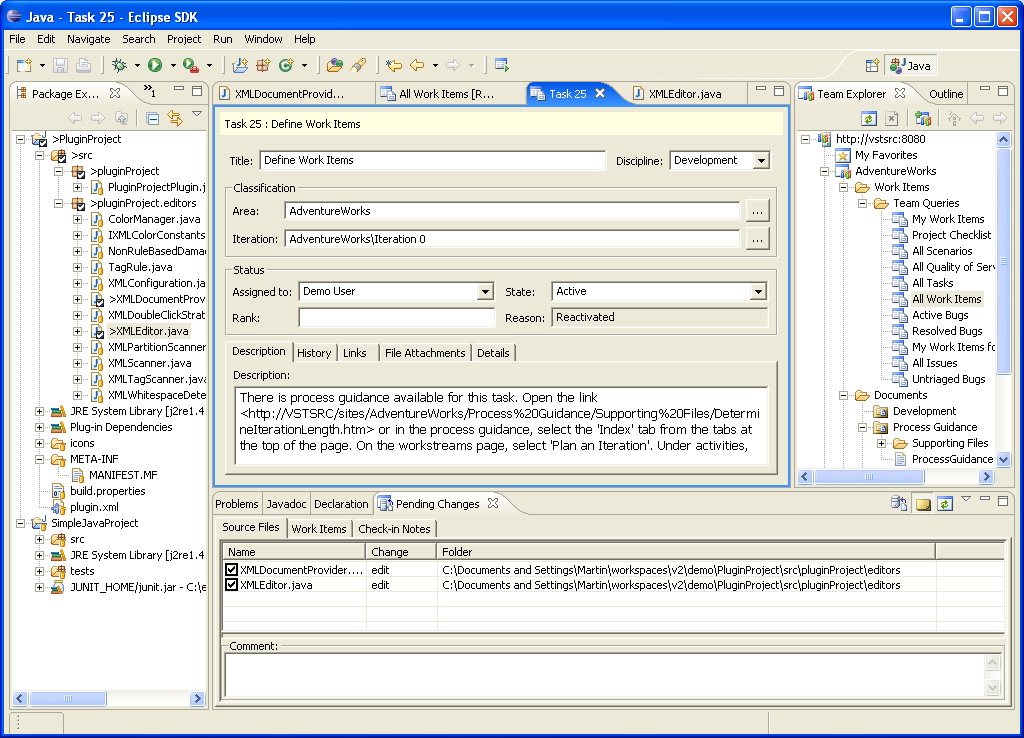 Java - Task 25 - Eclipse SDK
File Edit Navigate Search Project Run Window Help
Java
Package Ex...
1
>PluginProject
>src
>pluginProject
PluginProjectPlugin.j
>pluginProject.editors
ColorManager.java
IXMLColorConstants
NonRuleBasedDama
TagRule.java
XMLConfiguration.ja
>XMLDocumentProv
XMLDoubleClickStrat
>XMLEditor.java
XMLPartitionScanner
XMLScanner.java
XMLTagScanner.java
XMLWhitespaceDete
JRE System Library [j2re1.4
Plug-in Dependencies
icons
META-INF
MANIFEST.MF
build.properties
plugin.xml
SimpleJavaProject
src
JRE System Library [j2re1.4
tests
JUNIT_HOME/junit.jar - C:\e
XMLDocumentProvid...
All Work Items [R...
Task 25
XMLEditor.java
Task 25 : Define Work Items
Title: Define Work Items Discipline: Development
Classification
Area: AdventureWorks ...
Iteration: AdventureWorks\Iteration 0 ...
Status
Assigned to: Demo User State: Active
Rank: Reason: Reactivated
Description History Links File Attachments Details
Description:
There is process guidance available for this task. Open the link
<http://VSTSRC/sites/AdventureWorks/Process%20Guidance/Supporting%20Files/Determi
neIterationLength.htm> or in the process guidance, select the 'Index' tab from the tabs
at the top of the page. On the workstreams page, select 'Plan an Iteration'. Under activities,
Team Explorer Outline
http://vstsrc:8080
My Favorites
AdventureWorks
Work Items
Team Queries
My Work Items
Project Checklist
All Scenarios
All Quality of Serv
All Tasks
All Work Items
Active Bugs
Resolved Bugs
My Work Items fo
All Issues
Untriaged Bugs
Documents
Development
Process Guidance
Supporting Files
ProcessGuidance
Problems Javadoc Declaration Pending Changes
Source Files Work Items Check-in Notes
Name Change Folder
XMLDocumentProvider.... edit C:\Documents and Settings\Martin\workspaces\v2\demo\PluginProject\src\pluginProject\editors
XMLEditor.java edit C:\Documents and Settings\Martin\workspaces\v2\demo\PluginProject\src\pluginProject\editors
Comment: